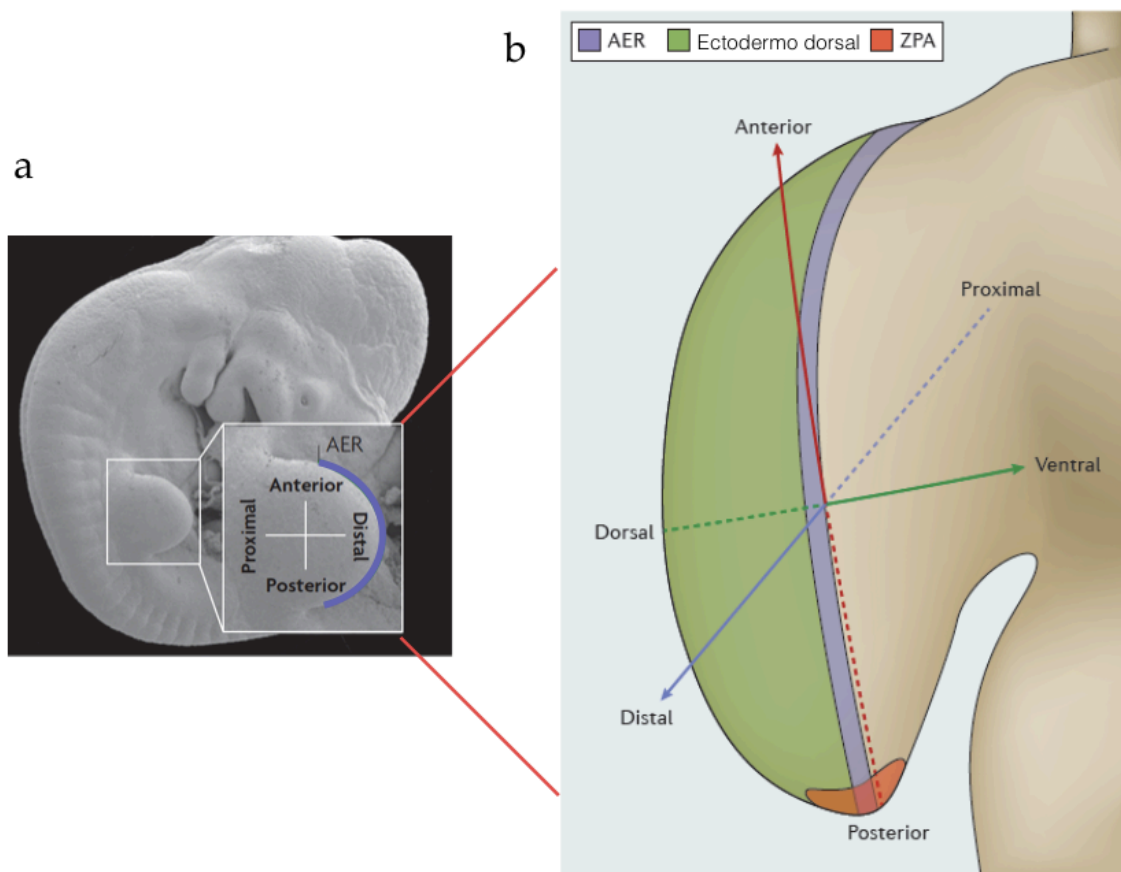 a
AER
Anterior
Proximal
Distal
Posterior
b
AER Ectodermo dorsal ZPA
Anterior
Proximal
Ventral
Dorsal
Distal
Posterior